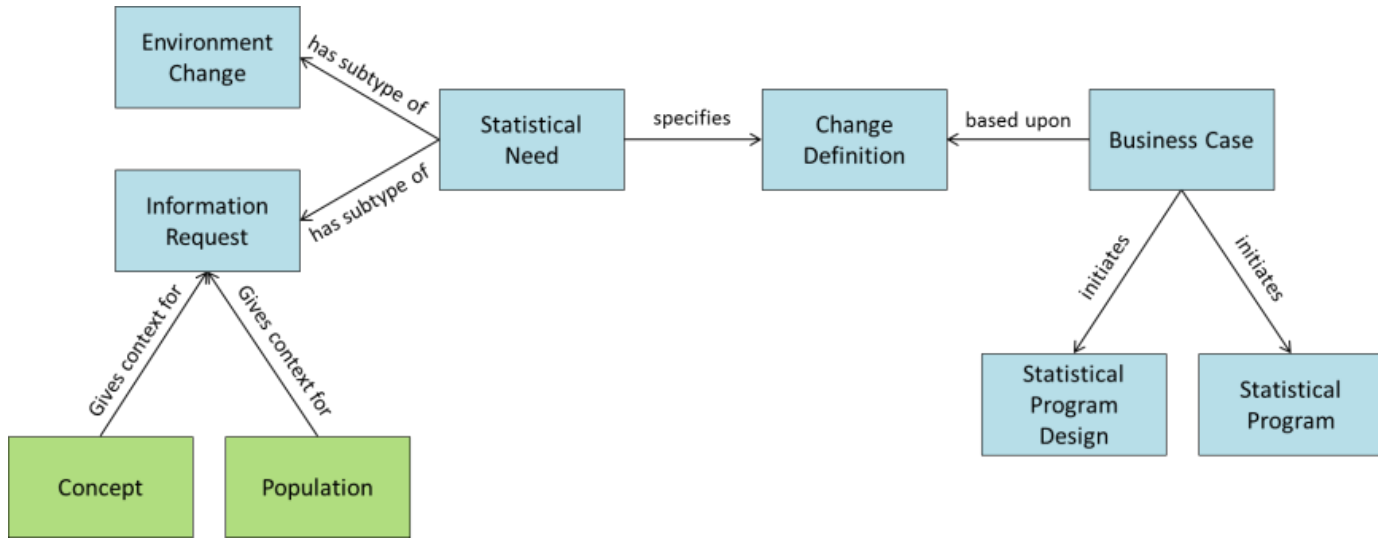 Environment
Change
has subtype of
Statistical
Need
specifies
Change
Definition
based upon
Business Case
Information
Request
has subtype of
Gives context for
Gives context for
initiates
initiates
Concept
Population
Statistical
Program
Design
Statistical
Program